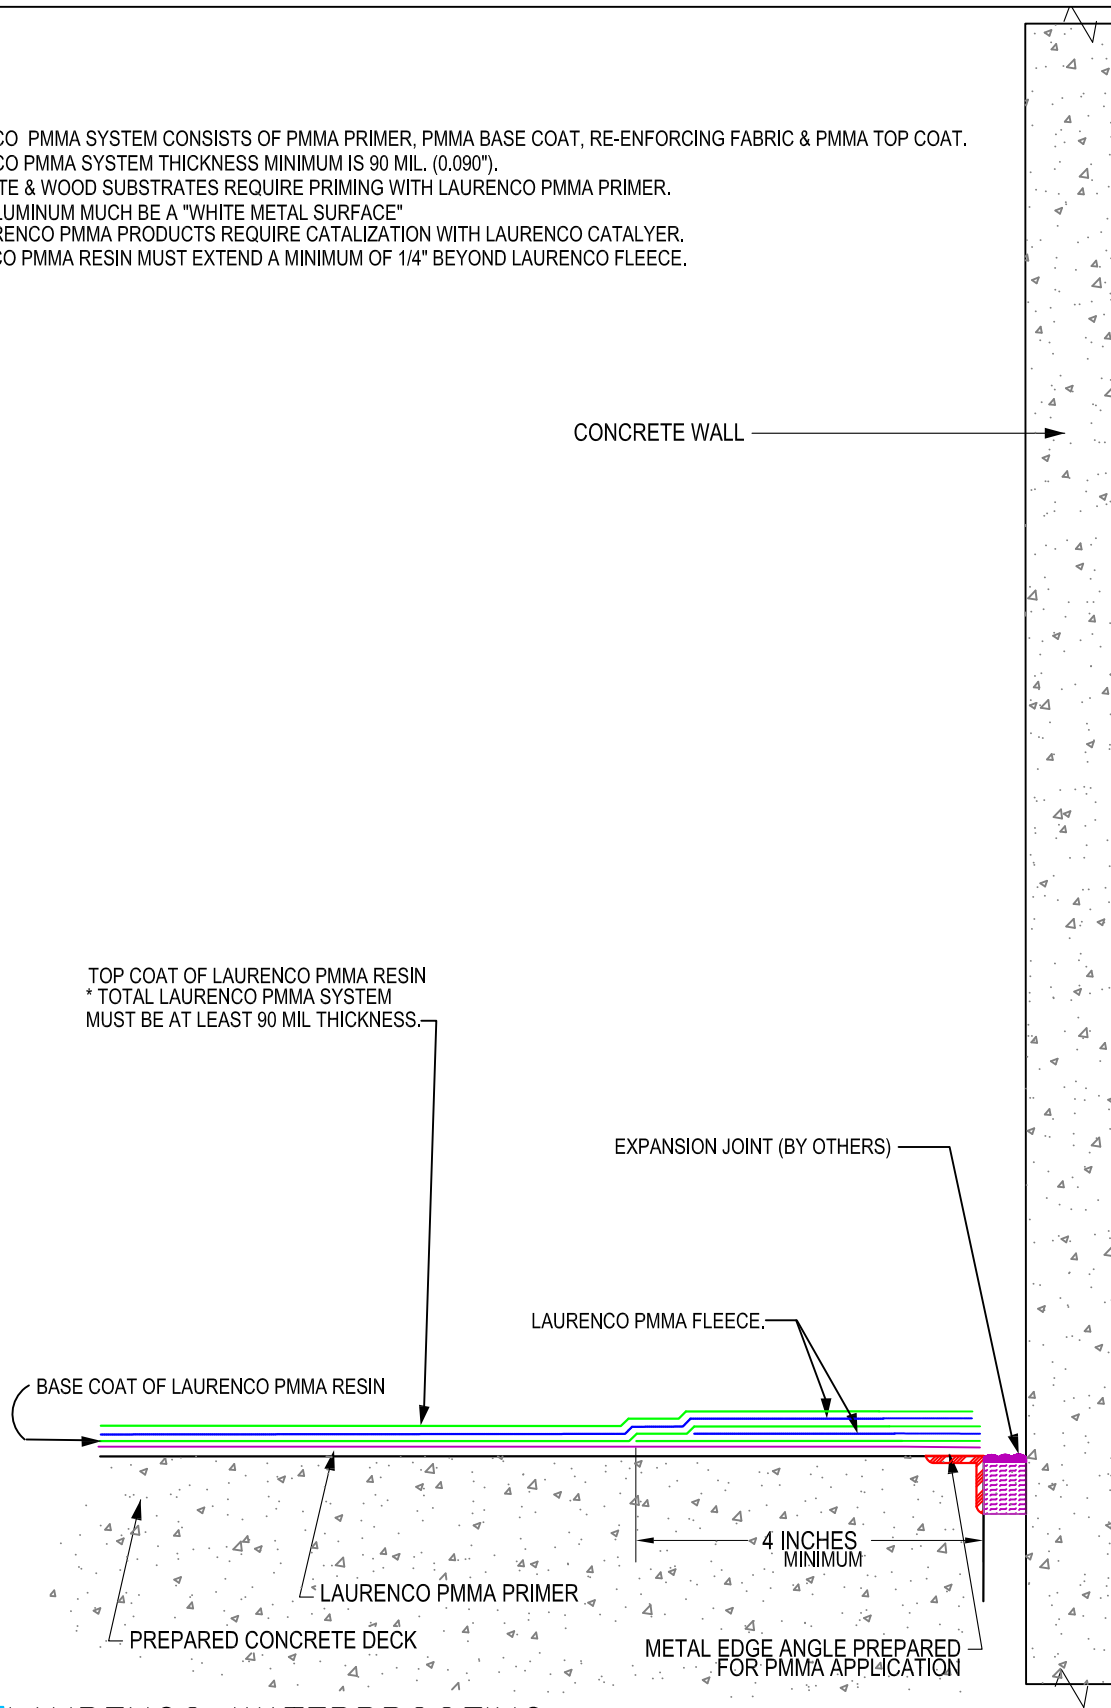 CO PMMA SYSTEM CONSISTS OF PMMA PRIMER, PMMA BASE COAT, RE-ENFORCING FABRIC & PMMA TOP COAT.
CO PMMA SYSTEM THICKNESS MINIMUM IS 90 MIL. (0.090").
TE & WOOD SUBSTRATES REQUIRE PRIMING WITH LAURENCO PMMA PRIMER.
LUMINUM MUCH BE A "WHITE METAL SURFACE"
RENCO PMMA PRODUCTS REQUIRE CATALIZATION WITH LAURENCO CATALYER.
CO PMMA RESIN MUST EXTEND A MINIMUM OF 1/4" BEYOND LAURENCO FLEECE.
CONCRETE WALL
TOP COAT OF LAURENCO PMMA RESIN
* TOTAL LAURENCO PMMA SYSTEM
MUST BE AT LEAST 90 MIL THICKNESS.
EXPANSION JOINT (BY OTHERS)
LAURENCO PMMA FLEECE.
BASE COAT OF LAURENCO PMMA RESIN
4 INCHES
MINIMUM
LAURENCO PMMA PRIMER
PREPARED CONCRETE DECK
METAL EDGE ANGLE PREPARED
FOR PMMA APPLICATION